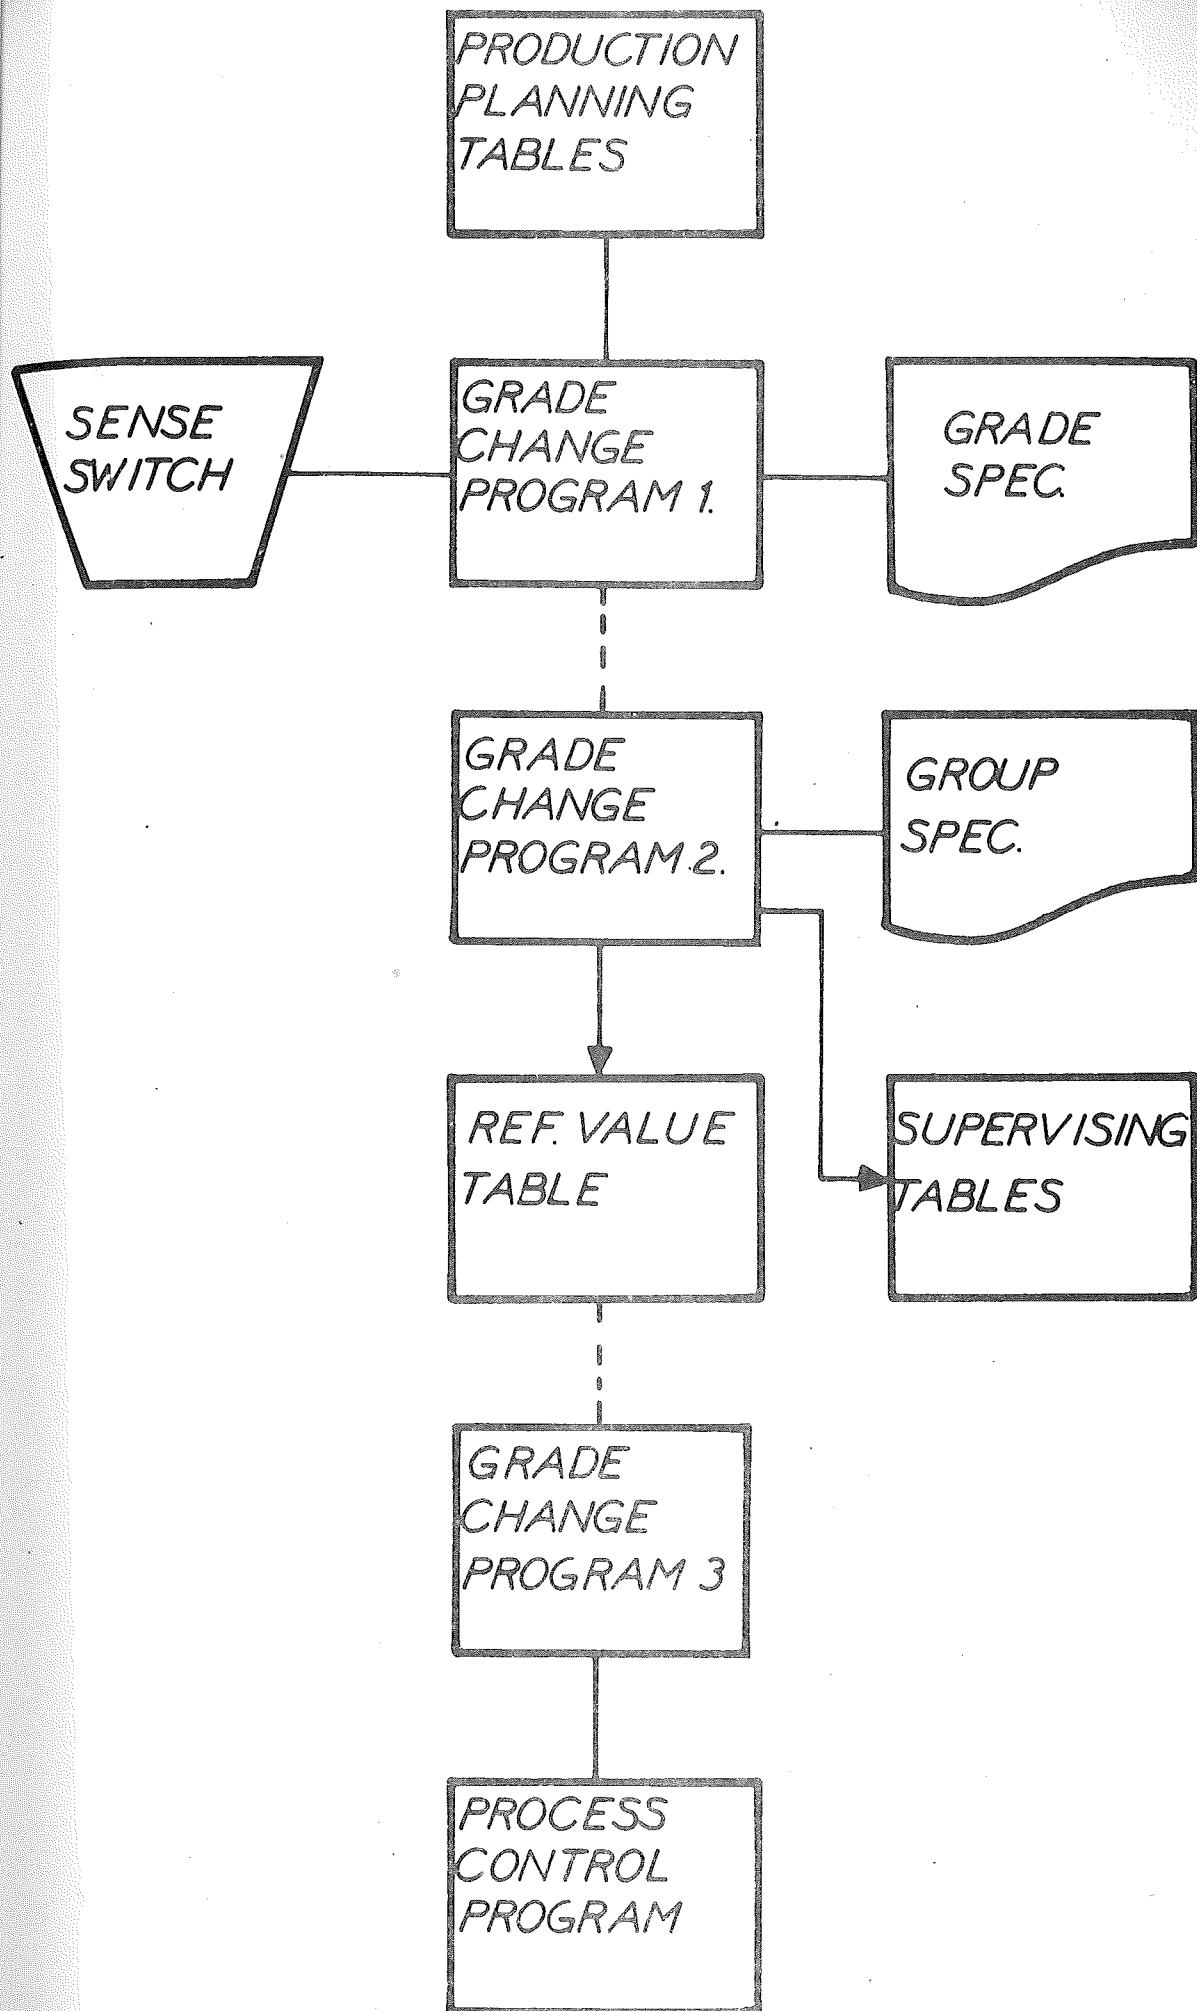 PRODUCTION
PLANNING
TABLES
SENSE
SWITCH
GRADE
CHANGE
PROGRAM 1.
GRADE
SPEC.
GRADE
CHANGE
PROGRAM 2.
GROUP
SPEC.
REF. VALUE
TABLE
SUPERVISING
TABLES
GRADE
CHANGE
PROGRAM 3
PROCESS
CONTROL
PROGRAM